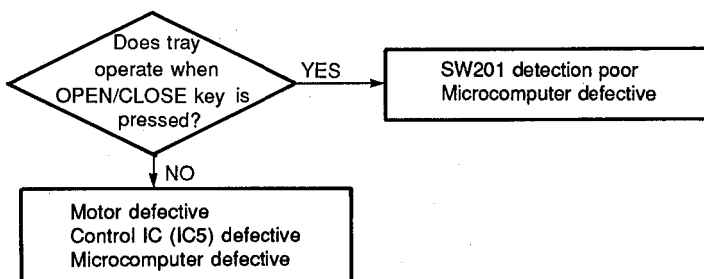 Does tray
operate when
OPEN/CLOSE key is
pressed?
YES
SW201 detection poor
Microcomputer defective
NO
Motor defective
Control IC (IC5) defective
Microcomputer defective